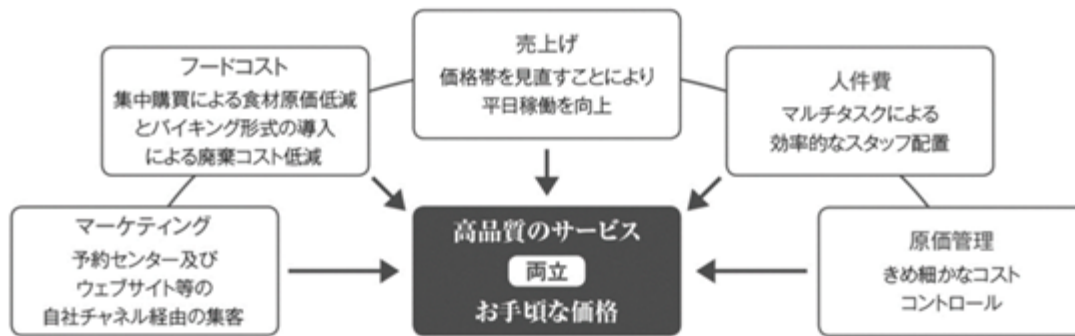 売上げ
価格帯を見直すことにより
平日稼働を向上
フードコスト
集中購買による食材原価低減
とバイキング形式の導入
による廃棄コスト低減
人件費
マルチタスクによる
効率的なスタッフ配置
マーケティング
予約センター及び
ウェブサイト等の
自社チャネル経由の集客
高品質のサービス
両立
お手頃な価格
原価管理
きめ細かなコスト
コントロール